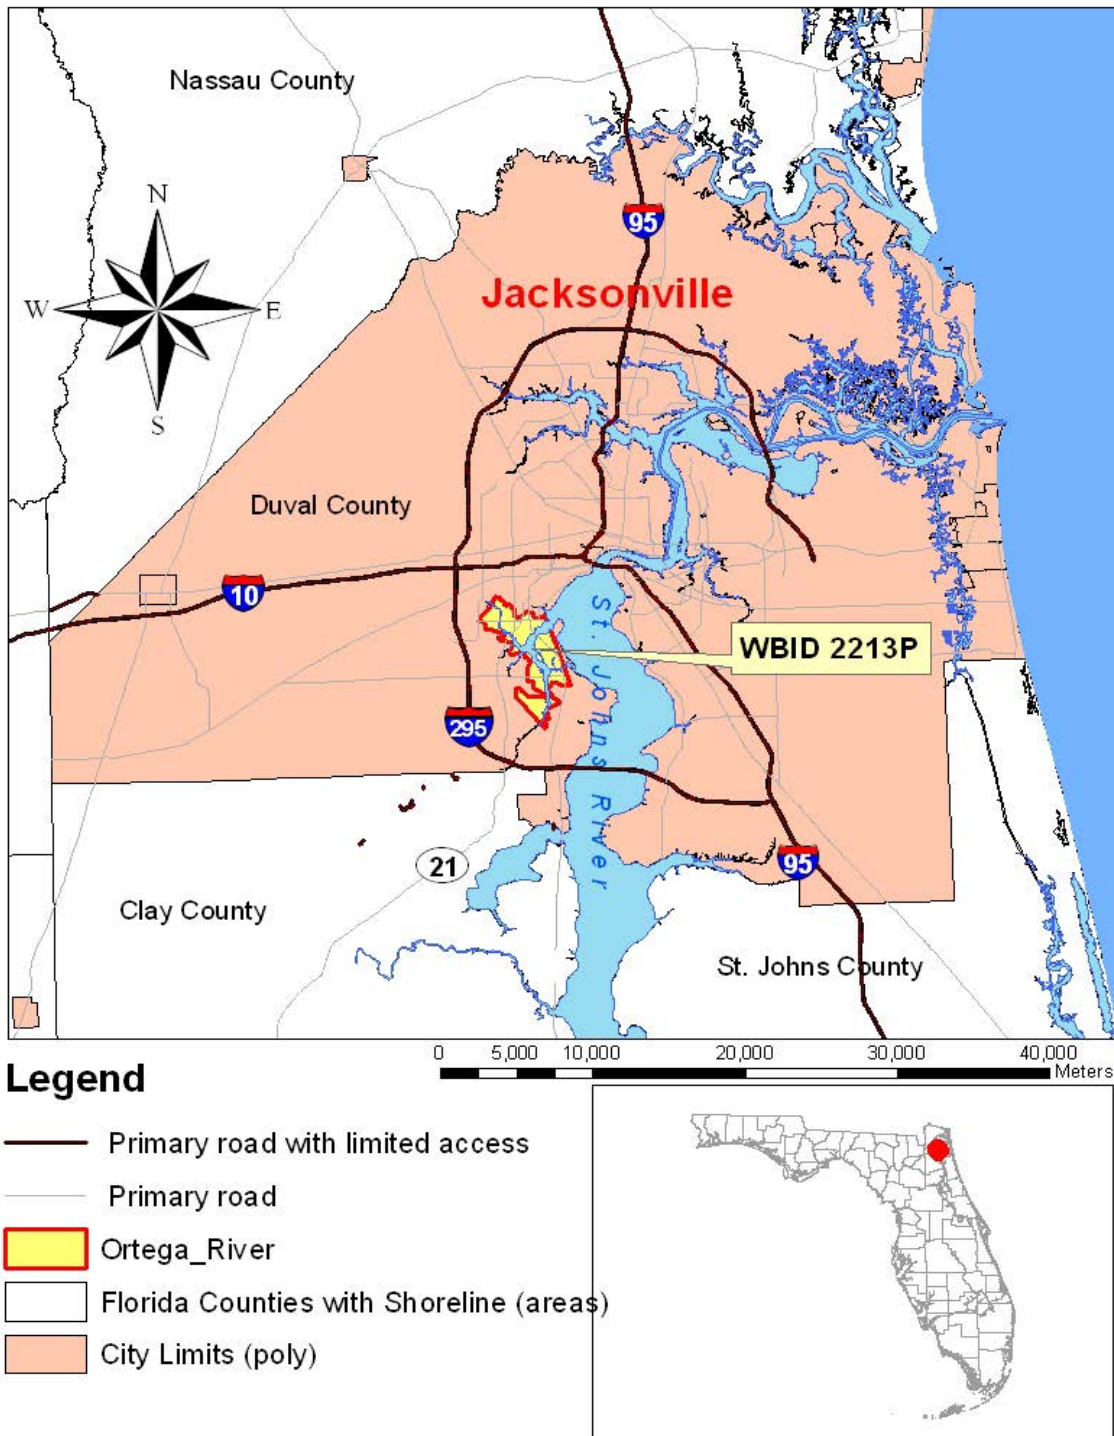 Nassau County
N
W
E
S
95
Jacksonville
Duval County
10
WBID 2213P
St. Johns River
295
21
95
Clay County
St. Johns County
0 5,000 10,000 20,000 30,000 40,000
Meters
Legend
Primary road with limited access
Primary road
Ortega_River
Florida Counties with Shoreline (areas)
City Limits (poly)